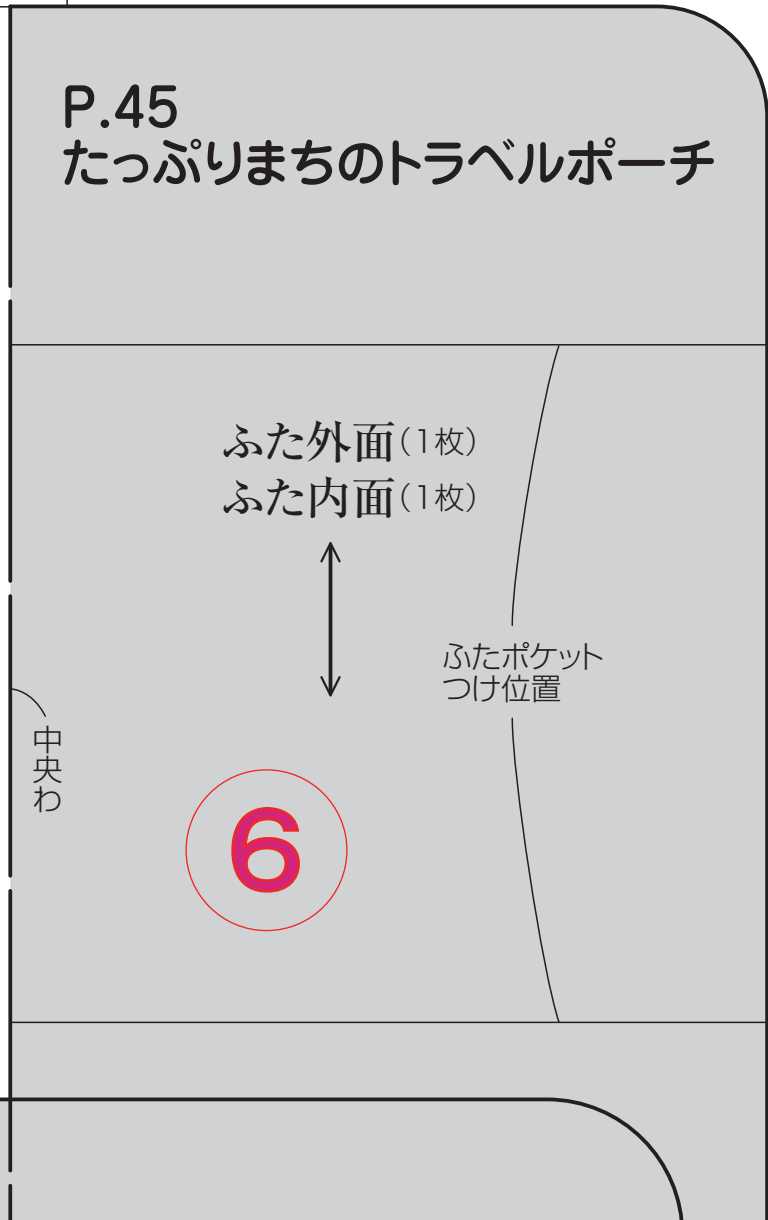 P.45
たっぷりまちのトラベルポーチ
ふた外面(1枚)
ふた内面(1枚)
ふたポケット
つけ位置
中央わ
6